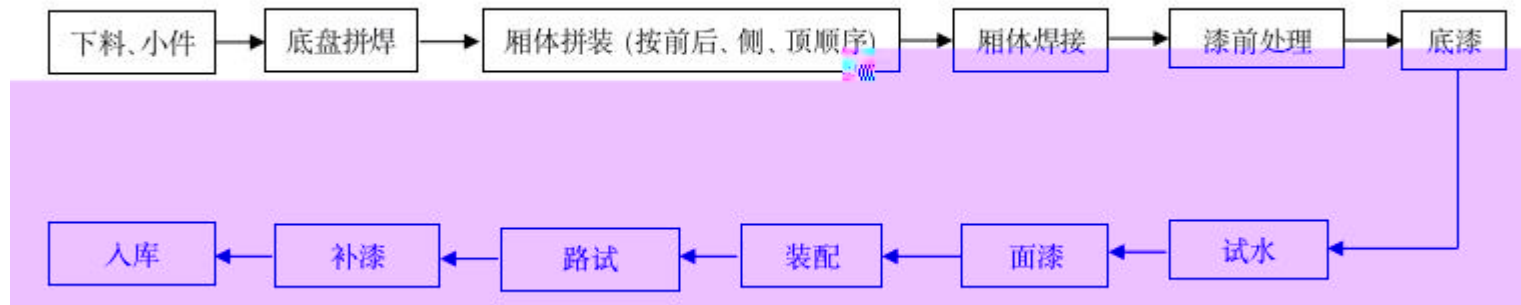 下料、小件 底盘拼焊 厢体拼装(按前后、侧、顶顺序) 厢体焊接 漆前处理 底漆
入库 补漆 路试 装配 面漆 试水